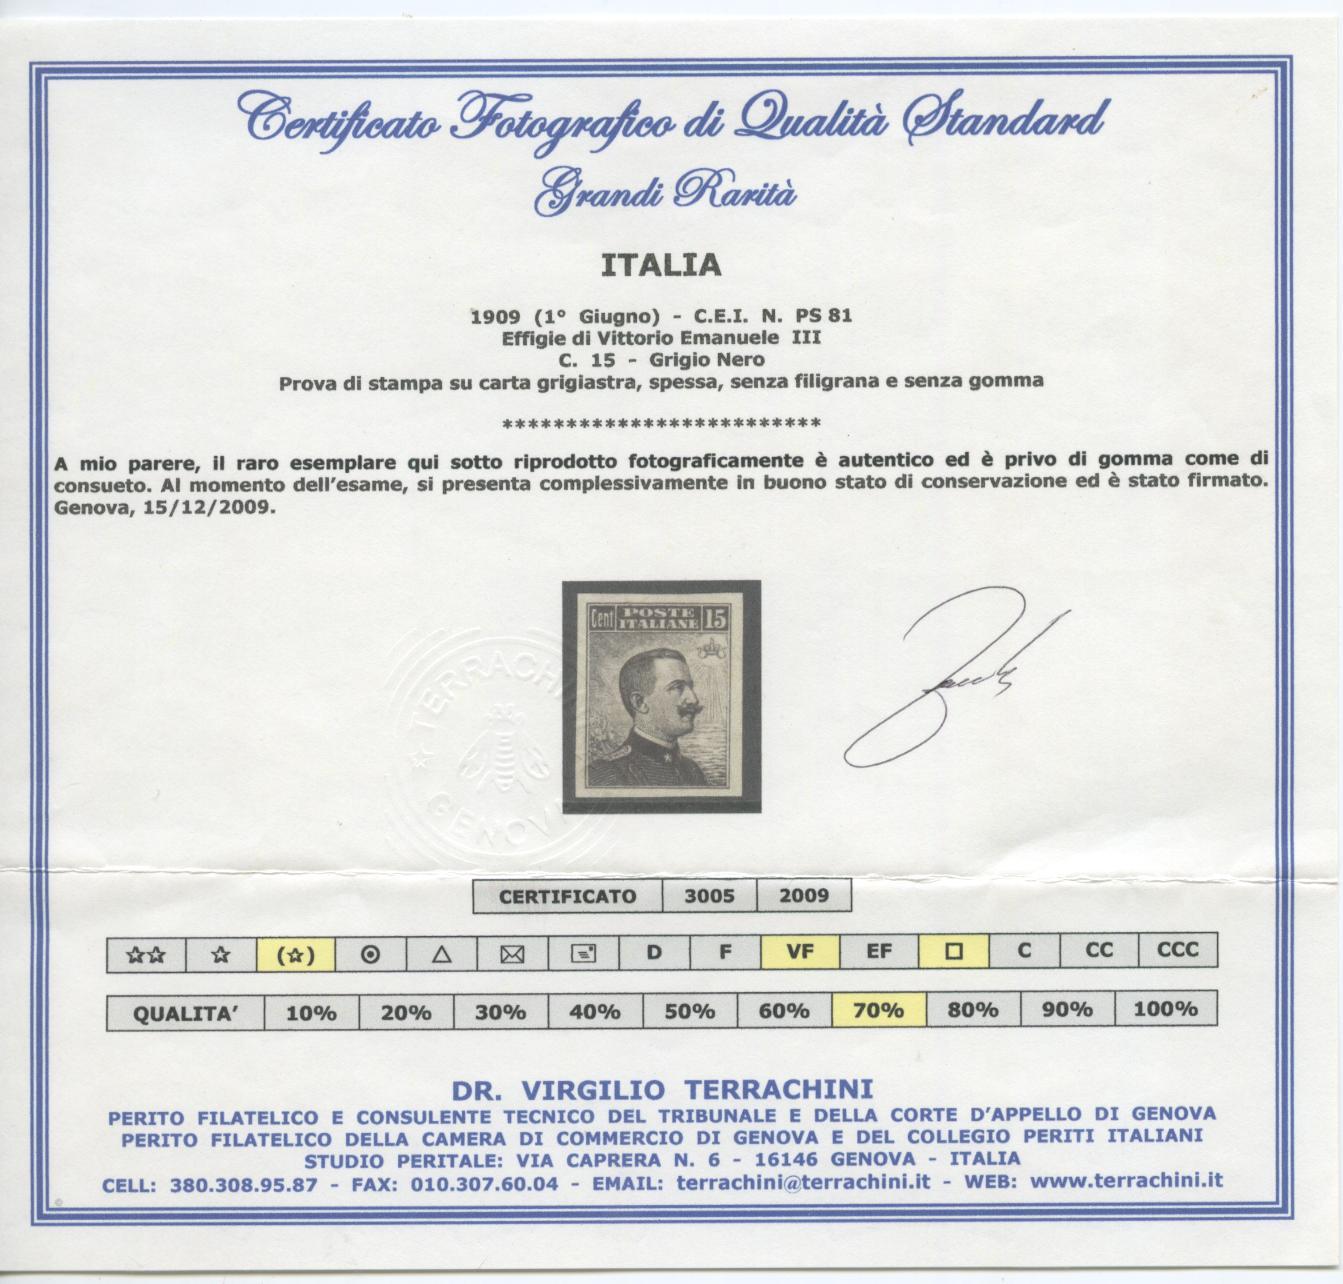 Certificato Fotografico di Qualità Standard
Grandi Rarità
ITALIA
1909 (1° Giugno) - C.E.I. N. PS 81
Effigie di Vittorio Emanuele III
C. 15 - Grigio Nero
Prova di stampa su carta grigiastra, spessa, senza filigrana e senza gomma
*************************
A mio parere, il raro esemplare qui sotto riprodotto fotograficamente è autentico ed è privo di gomma come di
consueto. Al momento dell'esame, si presenta complessivamente in buono stato di conservazione ed è stato firmato.
Genova, 15/12/2009.
Cent POSTE ITALIANE 15
GENOVA
CERTIFICATO 3005 2009
☆☆ ☆ (☆) ⊙ △ ✉ D F VF EF □ C CC CCC
QUALITA' 10% 20% 30% 40% 50% 60% 70% 80% 90% 100%
DR. VIRGILIO TERRACHINI
PERITO FILATELICO E CONSULENTE TECNICO DEL TRIBUNALE E DELLA CORTE D'APPELLO DI GENOVA
PERITO FILATELICO DELLA CAMERA DI COMMERCIO DI GENOVA E DEL COLLEGIO PERITI ITALIANI
STUDIO PERITALE: VIA CAPRERA N. 6 - 16146 GENOVA - ITALIA
CELL: 380.308.95.87 - FAX: 010.307.60.04 - EMAIL: terrachini@terrachini.it - WEB: www.terrachini.it